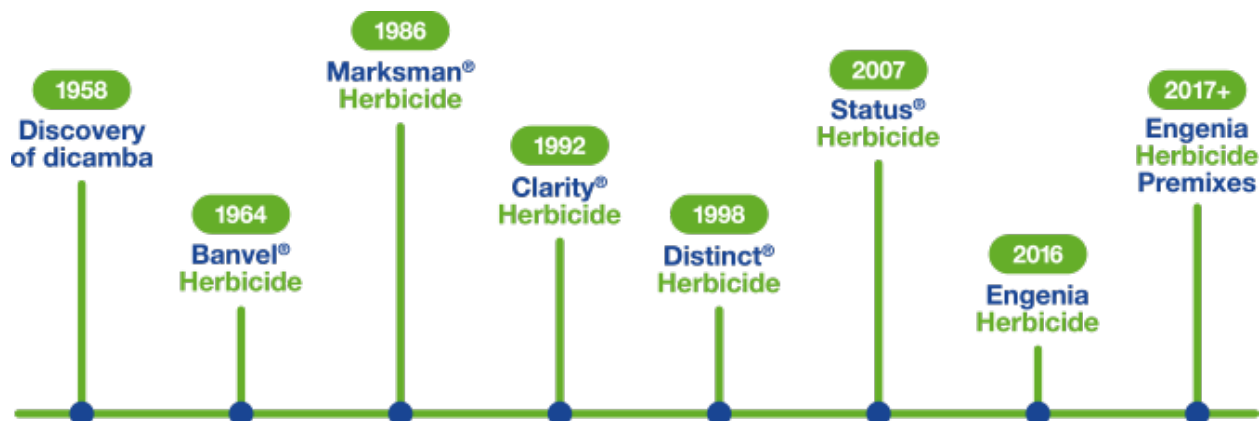 1958
Discovery
of dicamba
1964
Banvel®
Herbicide
1986
Marksman®
Herbicide
1992
Clarity®
Herbicide
1998
Distinct®
Herbicide
2007
Status®
Herbicide
2016
Engenia
Herbicide
2017+
Engenia
Herbicide
Premixes